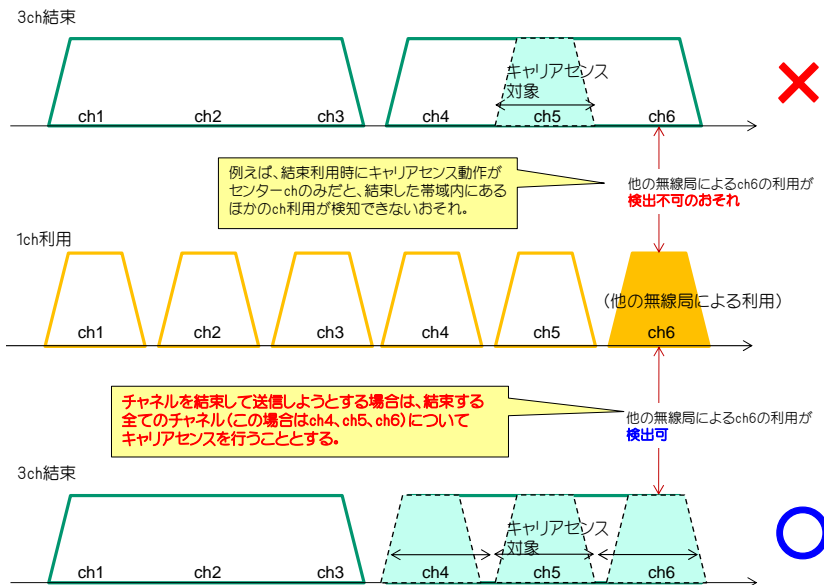 3ch結束
キャリアセンス
対象
ch1 ch2 ch3 ch4 ch5 ch6
例えば、結束利用時にキャリアセンス動作が
センターchのみだと、結束した帯域内にある
ほかのch利用が検知できないおそれ。
他の無線局によるch6の利用が
検出不可のおそれ
1ch利用
(他の無線局による利用)
ch1 ch2 ch3 ch4 ch5 ch6
チャネルを結束して送信しようとする場合は、結束する
全てのチャネル(この場合はch4、ch5、ch6)について
キャリアセンスを行うこととする。
他の無線局によるch6の利用が
検出可
3ch結束
キャリアセンス
対象
ch1 ch2 ch3 ch4 ch5 ch6